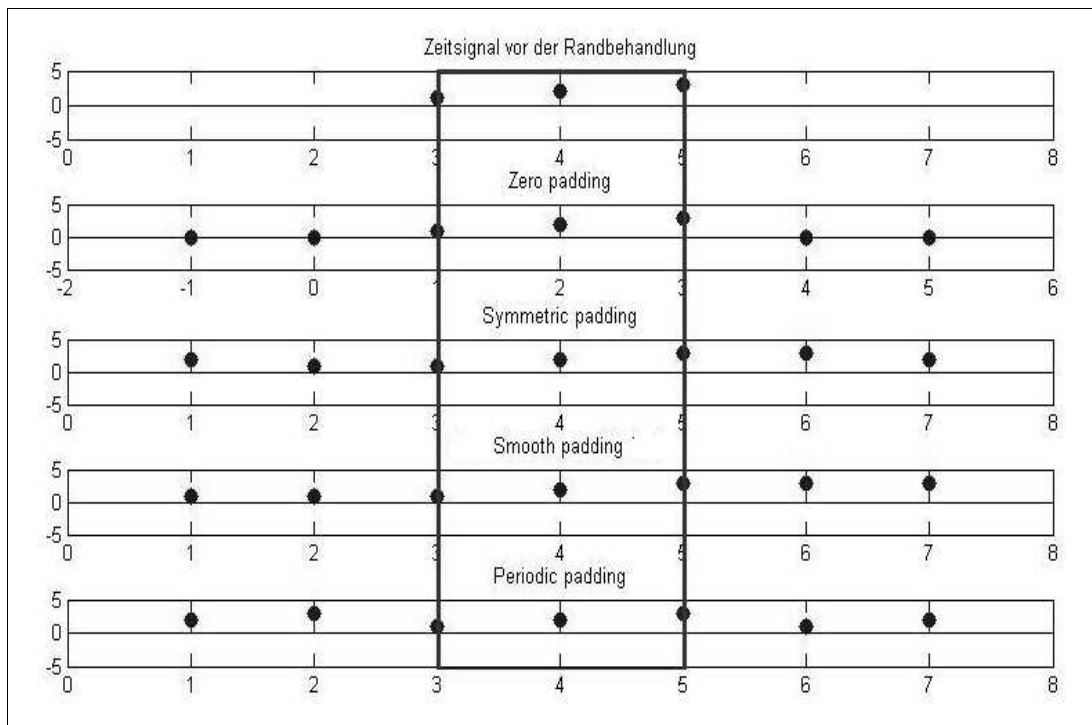 Zeitsignal vor der Randbehandlung
5
0
-5
0 1 2 3 4 5 6 7 8
Zero padding
5
0
-5
-2 -1 0 1 2 3 4 5 6
Symmetric padding
5
0
-5
0 1 2 3 4 5 6 7 8
Smooth padding
5
0
-5
0 1 2 3 4 5 6 7 8
Periodic padding
5
0
-5
0 1 2 3 4 5 6 7 8